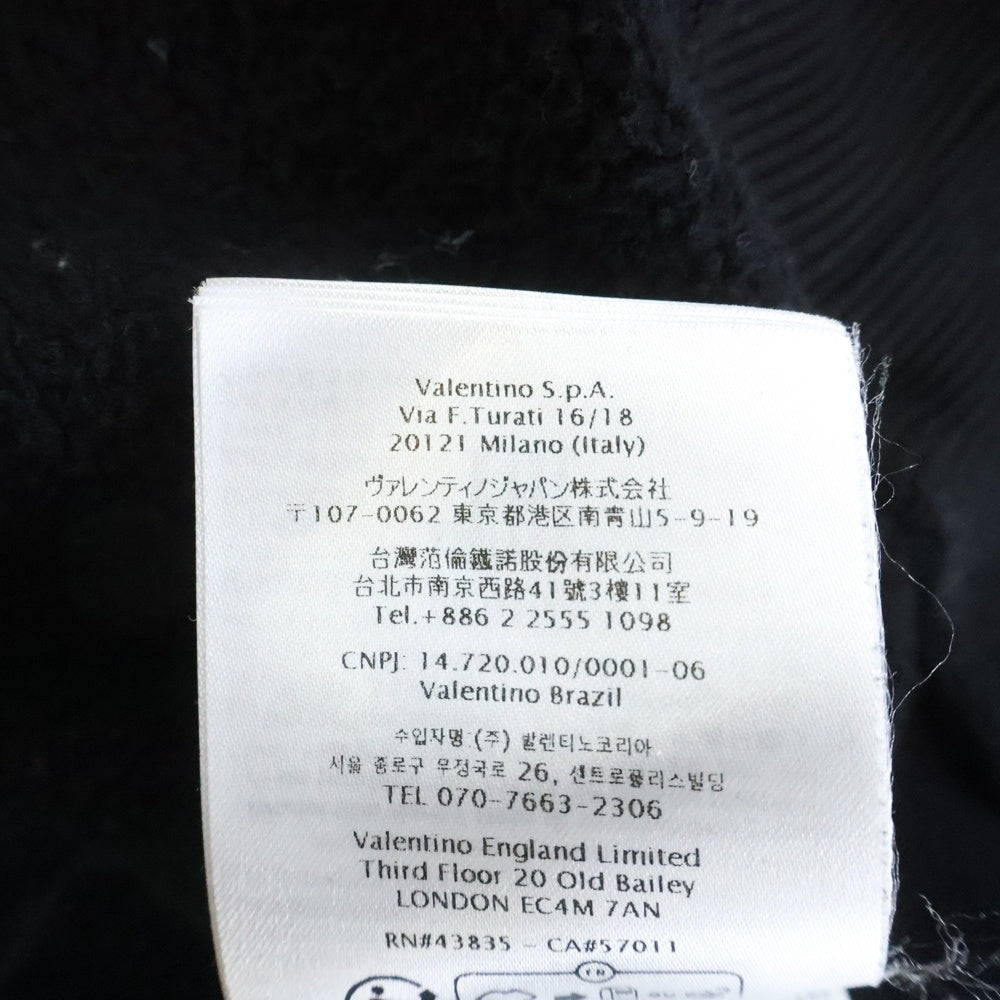 Valentino S.p.A.
Via F.Turati 16/18
20121 Milano (Italy)
ヴァレンティノジャパン株式会社
〒107-0062 東京都港区南青山5-9-19
台灣范倫鐵諾股份有限公司
台北市南京西路41號3樓11室
Tel.+886 2 2555 1098
CNPJ: 14.720.010/0001-06
Valentino Brazil
수입자명:(주) 발렌티노코리아
서울 종로구 우정국로 26, 센트로폴리스빌딩
TEL 070-7663-2306
Valentino England Limited
Third Floor 20 Old Bailey
LONDON EC4M 7AN
RN#43835 - CA#57011